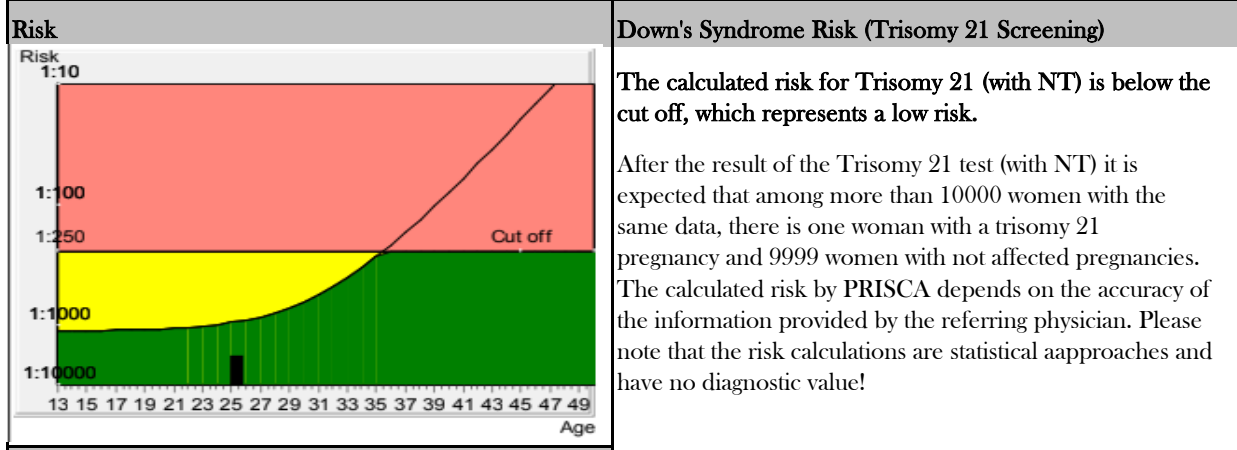 Risk
Risk
1:10
1:100
1:250
Cut off
1:1000
1:10000
13 15 17 19 21 23 25 27 29 31 33 35 37 39 41 43 45 47 49
Age
Down's Syndrome Risk (Trisomy 21 Screening)
The calculated risk for Trisomy 21 (with NT) is below the
cut off, which represents a low risk.
After the result of the Trisomy 21 test (with NT) it is
expected that among more than 10000 women with the
same data, there is one woman with a trisomy 21
pregnancy and 9999 women with not affected pregnancies.
The calculated risk by PRISCA depends on the accuracy of
the information provided by the referring physician. Please
note that the risk calculations are statistical aapproaches and
have no diagnostic value!